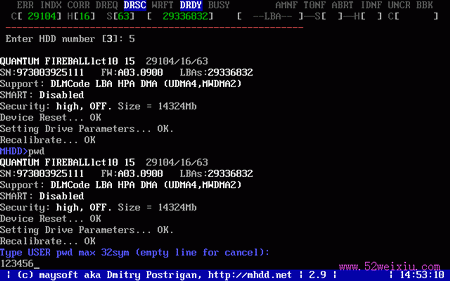 ERR INDX CORR DREQ DRSC WRFT DRDY BUSY AMNF TONF ABRT IDNF UNCR BBK
C[ 29104] H[16] S[63] [ 29336832] [ --LBA-- ]--S[ ]--H[ ] C[ ]
Enter HDD number [3]: 5
QUANTUM FIREBALLlct10 15 29104/16/63
SN:973003925111 FW:A03.0900 LBAs:29336832
Support: DLMCode LBA HPA DMA (UDMA4,MWDMA2)
SMART: Disabled
Security: high, OFF. Size = 14324Mb
Device Reset... OK
Setting Drive Parameters... OK.
Recalibrate... OK
MHDD>pwd
QUANTUM FIREBALLlct10 15 29104/16/63
SN:973003925111 FW:A03.0900 LBAs:29336832
Support: DLMCode LBA HPA DMA (UDMA4,MWDMA2)
SMART: Disabled
Security: high, OFF. Size = 14324Mb
Device Reset... OK
Setting Drive Parameters... OK.
Recalibrate... OK
Type USER pwd max 32sym (empty line for cancel):
123456_
www.52weixiu.com
| (c) maysoft aka Dmitry Postrigan, http://mhdd.net | 2.9 | | 14:53:10